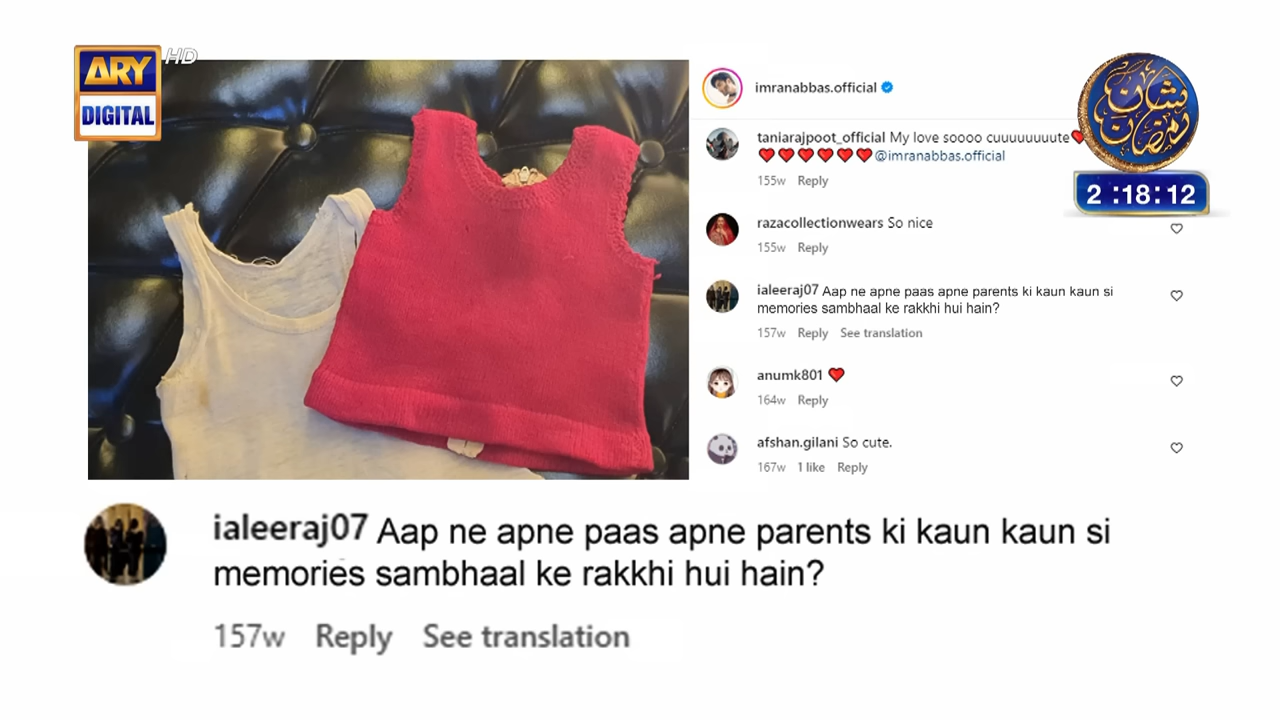 ARY
DIGITAL
HD
imranabbas.official
taniarajpoot_official My love soooo cuuuuuuute❤
❤❤❤❤❤❤@imranabbas.official
155w Reply
شان رمضان
2 :18:12
razacollectionwears So nice
155w Reply
ialeeraj07 Aap ne apne paas apne parents ki kaun kaun si
memories sambhaal ke rakkhi hui hain?
157w Reply See translation
anumk801 ❤
164w Reply
afshan.gilani So cute.
167w 1 like Reply
ialeeraj07 Aap ne apne paas apne parents ki kaun kaun si
memories sambhaal ke rakkhi hui hain?
157w Reply See translation